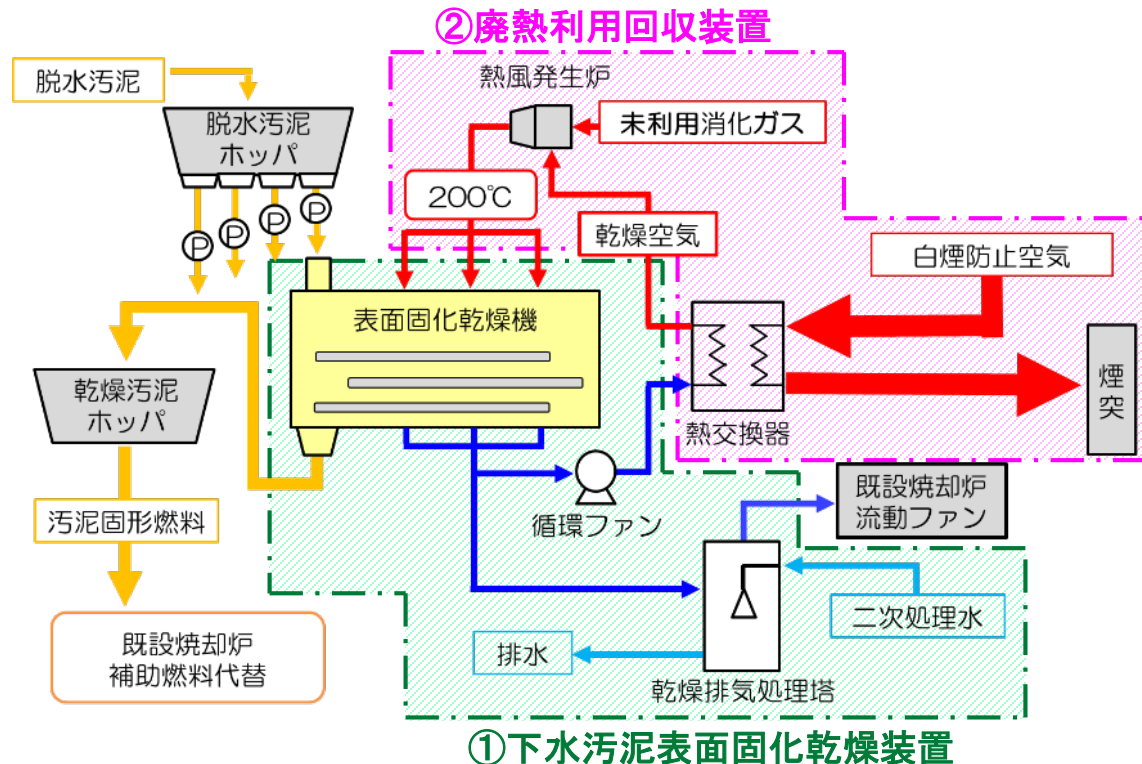 ②廃熱利用回収装置
脱水汚泥
脱水汚泥
ホッパ
P
P
P
P
熱風発生炉
未利用消化ガス
200℃
乾燥空気
白煙防止空気
表面固化乾燥機
乾燥汚泥
ホッパ
熱交換器
煙
突
汚泥固形燃料
循環ファン
既設焼却炉
流動ファン
二次処理水
排水
既設焼却炉
補助燃料代替
乾燥排気処理塔
①下水汚泥表面固化乾燥装置